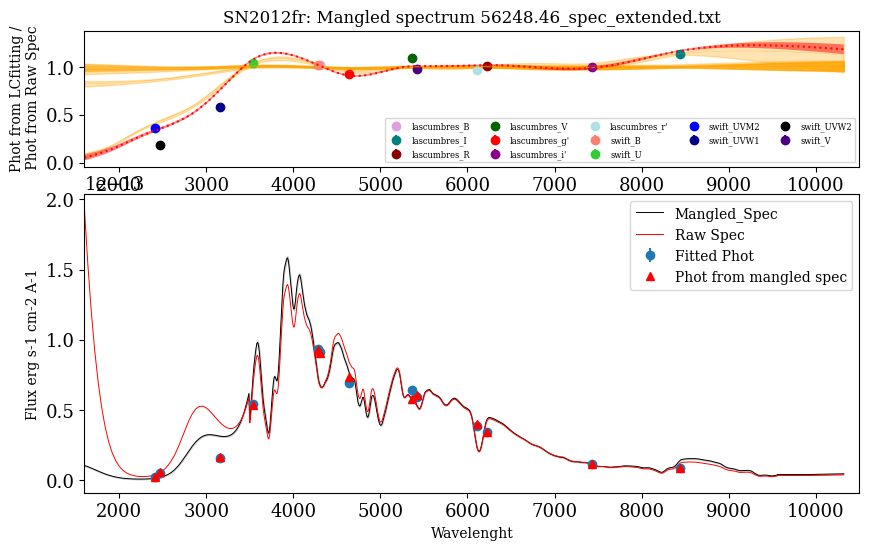 SN2012fr: Mangled spectrum 56248.46_spec_extended.txt
Phot from LCfitting /
Phot from Raw Spec
1.0
0.5
0.0
lascumbres_B
lascumbres_I
lascumbres_R
lascumbres_V
lascumbres_g'
lascumbres_i'
lascumbres_r'
swift_B
swift_U
swift_UVM2
swift_UVW1
swift_UVW2
swift_V
2000 3000 4000 5000 6000 7000 8000 9000 10000
1e−13
Flux erg s-1 cm-2 A-1
2.0
1.5
1.0
0.5
0.0
Mangled_Spec
Raw Spec
Fitted Phot
Phot from mangled spec
2000 3000 4000 5000 6000 7000 8000 9000 10000
Wavelenght